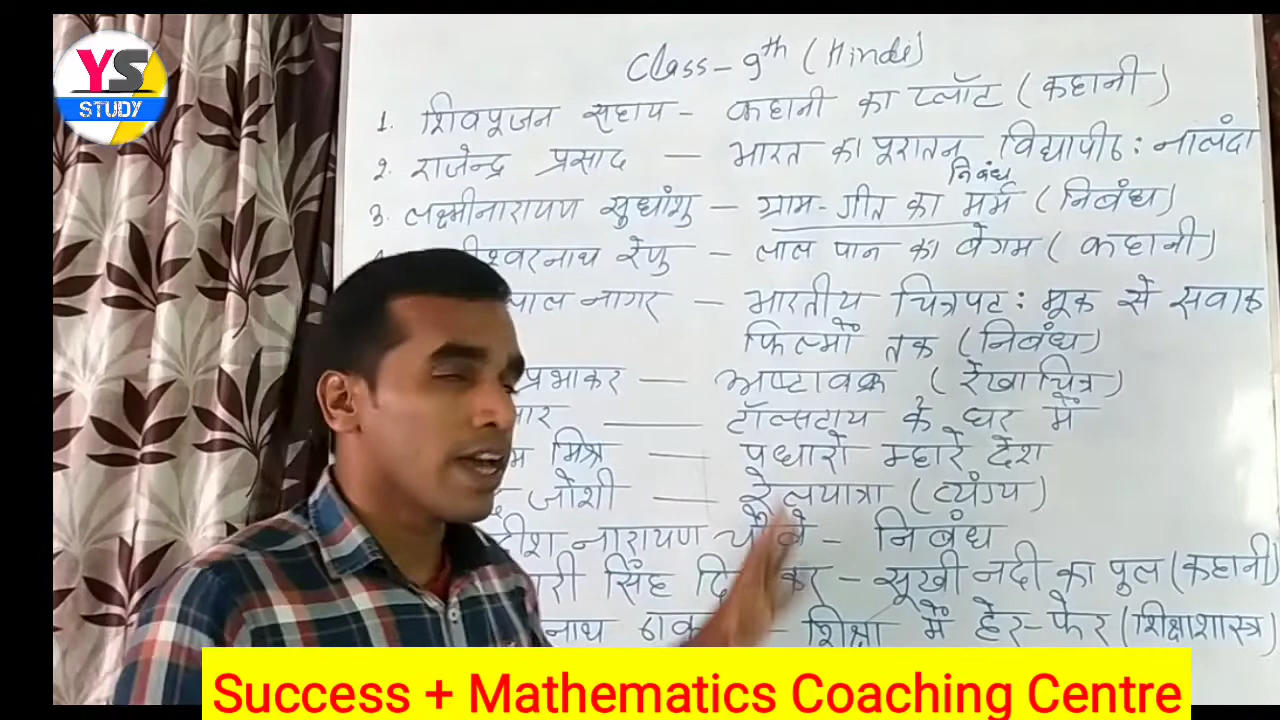 YS
STUDY
Class - 9th (Hindi)
1. शिवपूजन सहाय - कहानी का प्लॉट (कहानी)
2. राजेन्द्र प्रसाद — भारत का पुरातन विद्यापीठ : नालंदा
निबंध
3. लक्ष्मीनारायण सुधांशु - ग्राम-गीत का मर्म (निबंध)
रेणु - लाल पान का बेगम (कहानी)
नागर - भारतीय चित्रपट : मूक से सवाक
फिल्मों तक (निबंध)
प्रभाकर — अष्टावक्र (रेखाचित्र)
टॉल्सटाय के घर में
मित्र — पधारो म्हारे देश
जोशी — रेलयात्रा (व्यंग्य)
नारायण - निबंध
सिंह - सूखी नदी का पुल (कहानी)
नाथ - शिक्षा में हेर-फेर (शिक्षाशास्त्र)
Success + Mathematics Coaching Centre